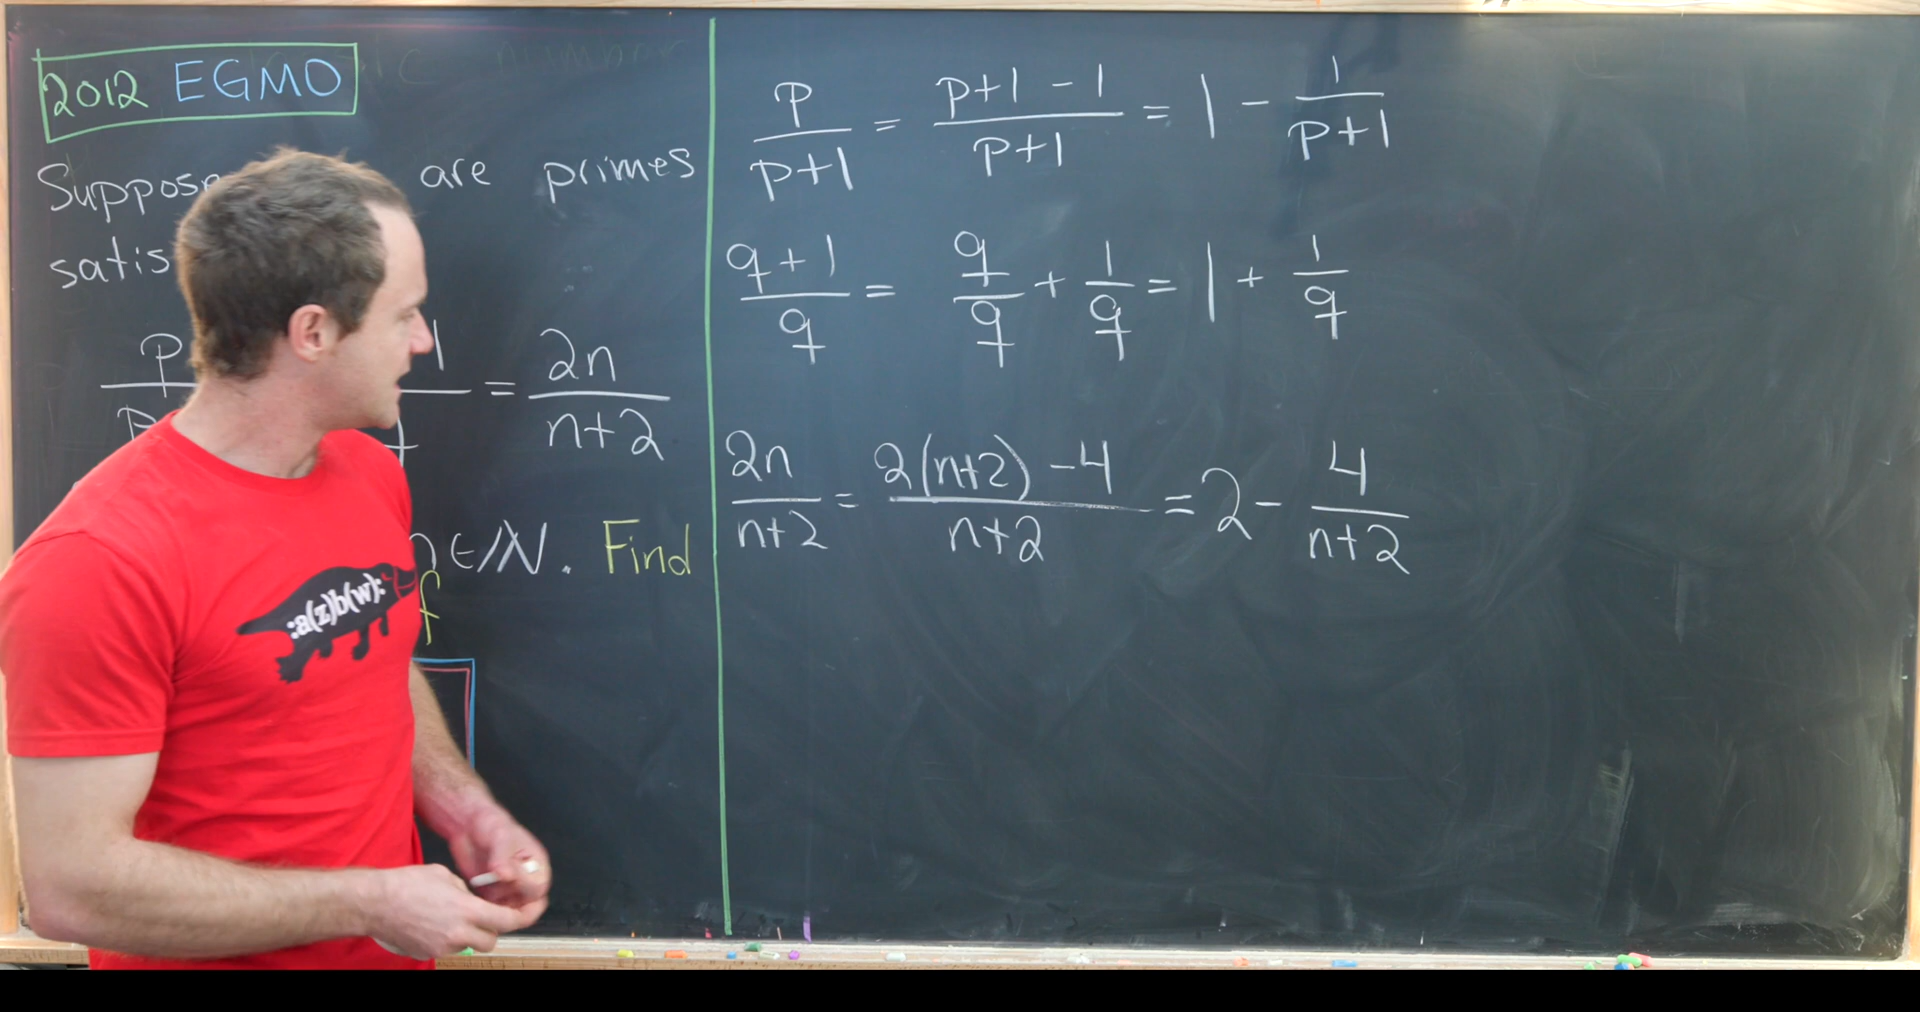 2012 EGMO
Suppose are primes
satis
P 1 = 2n
n+2
n∈ℕ. Find
f
p/(p+1) = (p+1-1)/(p+1) = 1 - 1/(p+1)
(q+1)/q = q/q + 1/q = 1 + 1/q
2n/(n+2) = (2(n+2)-4)/(n+2) = 2 - 4/(n+2)
:a(z)b(w):